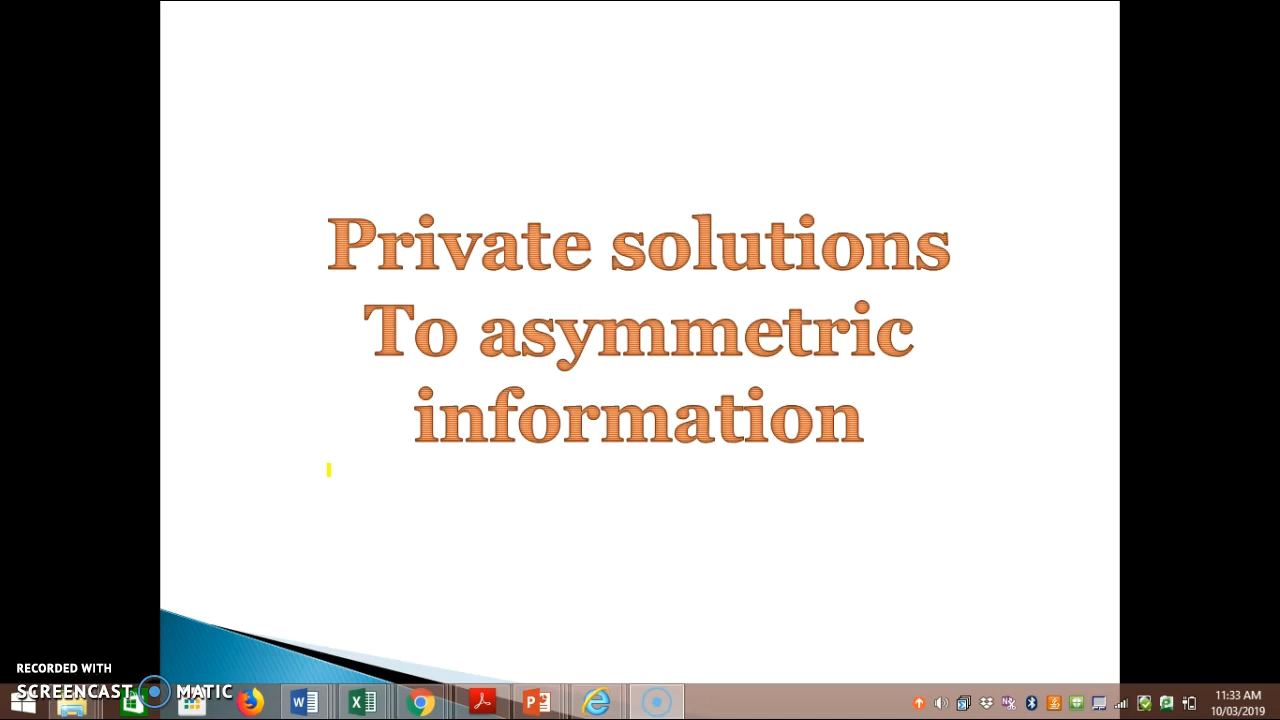 Private solutions
To asymmetric
information
RECORDED WITH
SCREENCAST MATIC
11:33 AM
10/03/2019